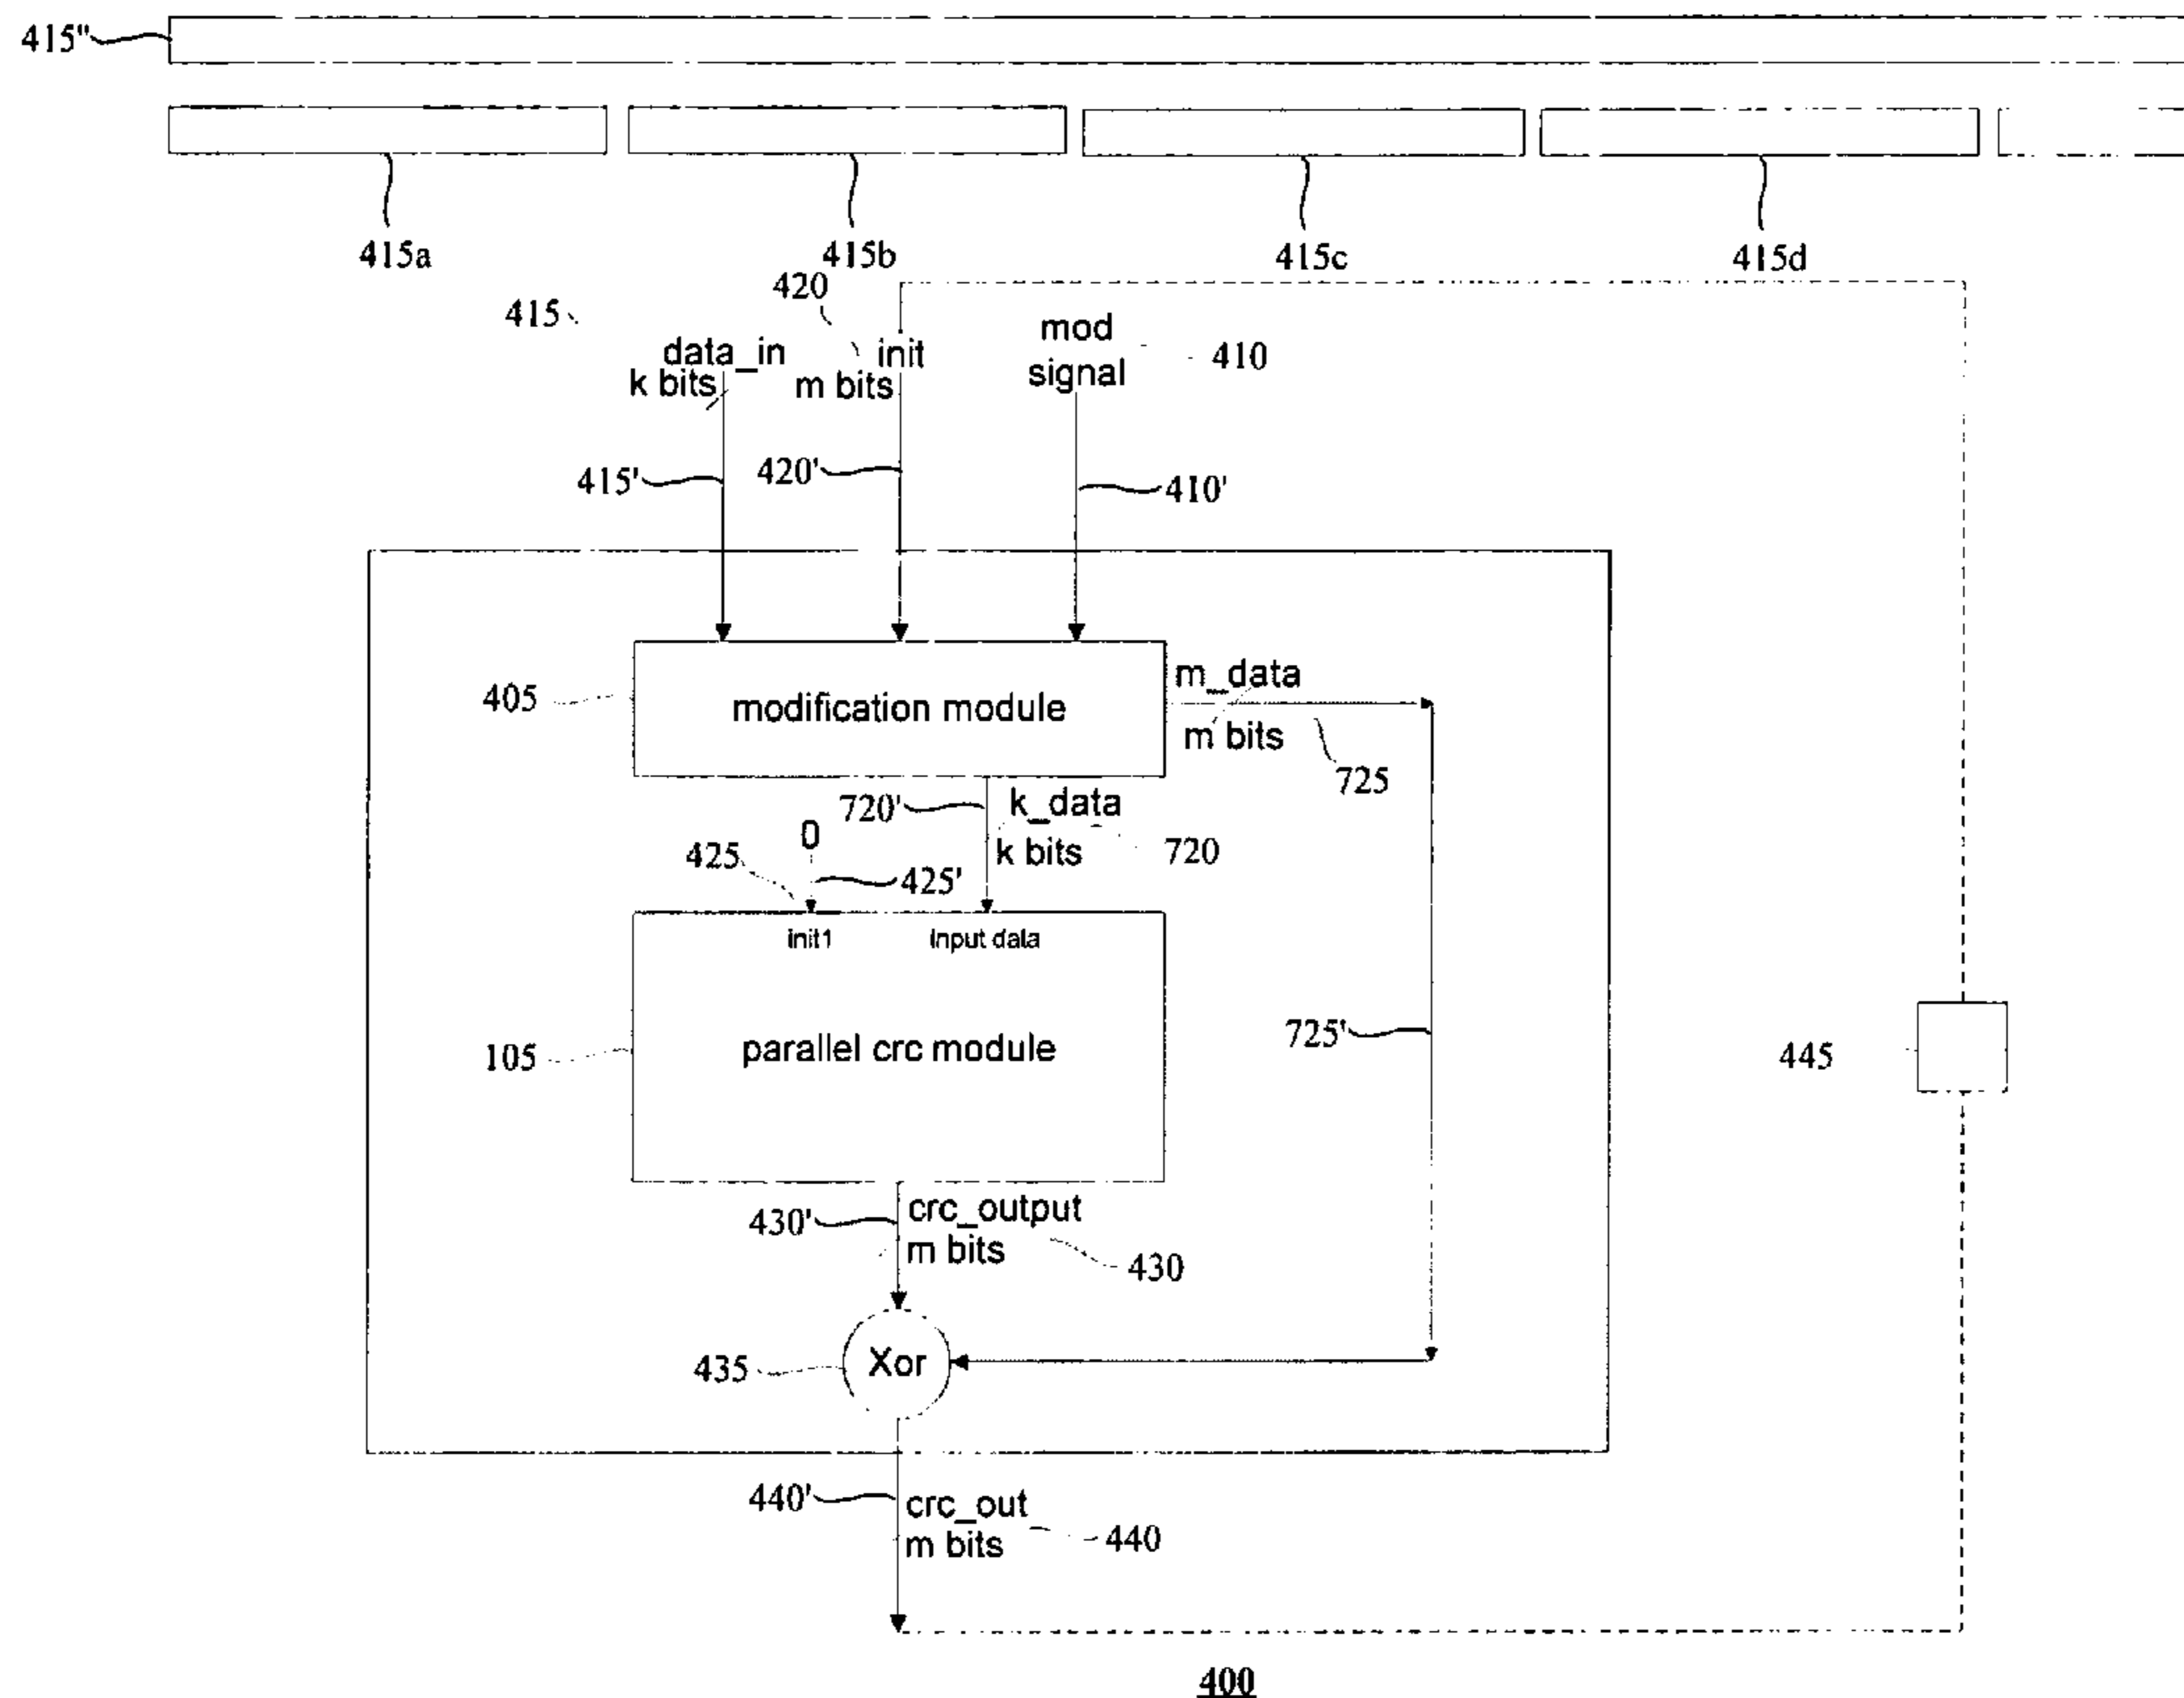 415"
415a
415b
415c
415d
420
415
data_in
k bits
init
m bits
mod
signal
410
415'
420'
410'
405
modification module
m_data
m bits
725
720'
k_data
k bits
720
0
425
425'
init1
Input data
105
parallel crc module
725'
445
430'
crc_output
m bits
430
435
Xor
440'
crc_out
m bits
440
400